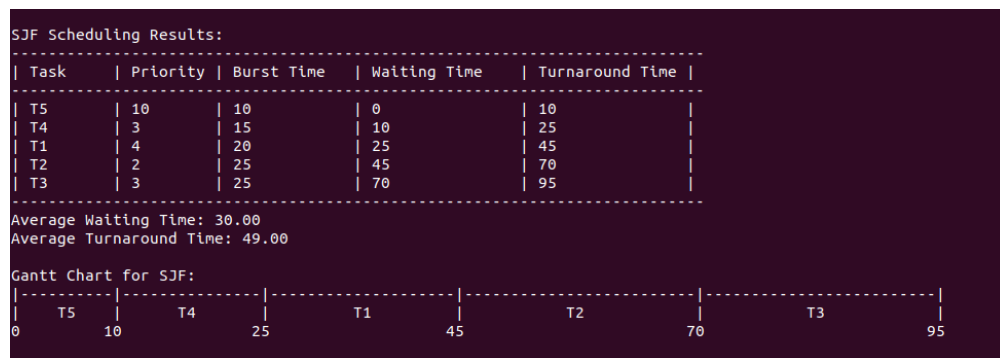 SJF Scheduling Results:
---------------------------------------------------------------------------
| Task | Priority | Burst Time | Waiting Time | Turnaround Time |
---------------------------------------------------------------------------
| T5 | 10 | 10 | 0 | 10 |
| T4 | 3 | 15 | 10 | 25 |
| T1 | 4 | 20 | 25 | 45 |
| T2 | 2 | 25 | 45 | 70 |
| T3 | 3 | 25 | 70 | 95 |
---------------------------------------------------------------------------
Average Waiting Time: 30.00
Average Turnaround Time: 49.00
Gantt Chart for SJF:
|----------|---------------|--------------------|-------------------------|-------------------------|
| T5 | T4 | T1 | T2 | T3 |
0 10 25 45 70 95